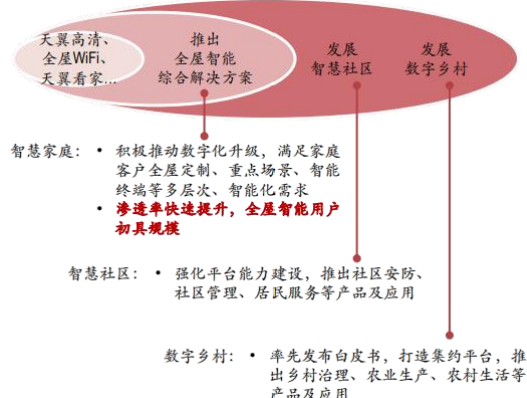 天翼高清、
全屋WiFi、
天翼看家…
推出
全屋智能
综合解决方案
发展
智慧社区
发展
数字乡村
智慧家庭： • 积极推动数字化升级，满足家庭
客户全屋定制、重点场景、智能
终端等多层次、智能化需求
• 渗透率快速提升，全屋智能用户
初具规模
智慧社区： • 强化平台能力建设，推出社区安防、
社区管理、居民服务等产品及应用
数字乡村： • 率先发布白皮书，打造集约平台，推
出乡村治理、农业生产、农村生活等
产品及应用